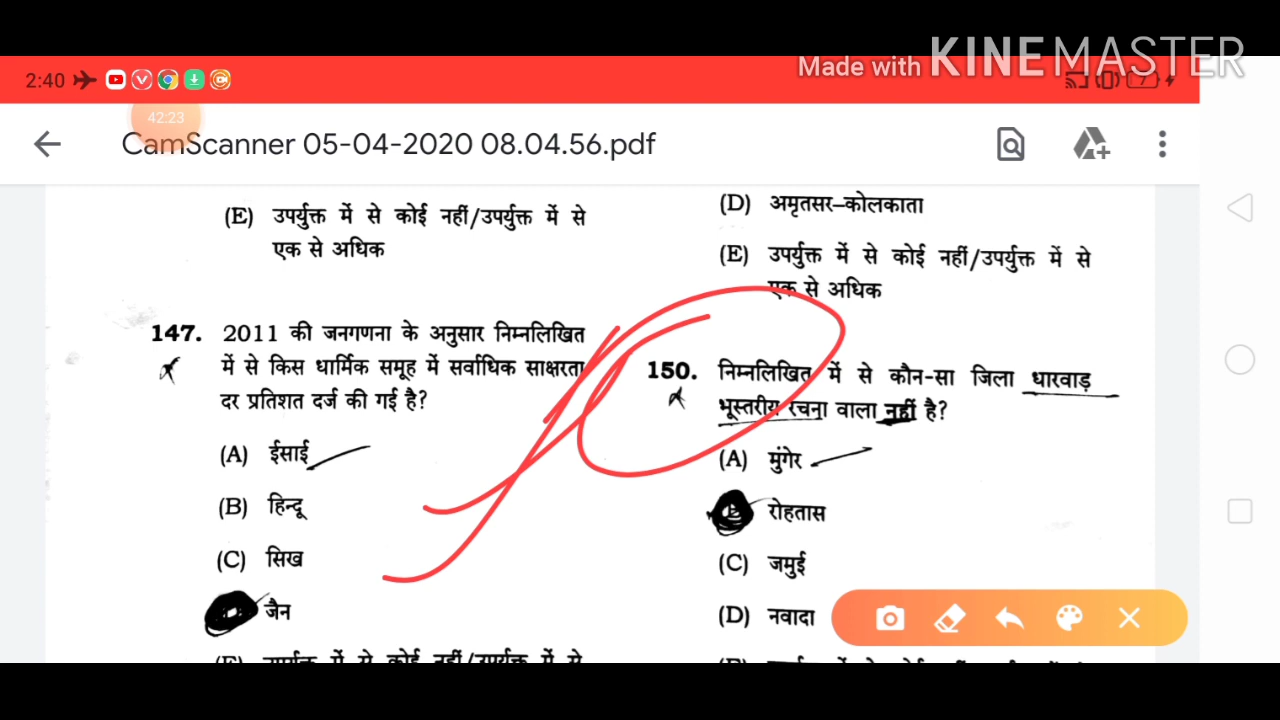 Made with KINEMASTER
2:40
42:23
CamScanner 05-04-2020 08.04.56.pdf
(E) उपर्युक्त में से कोई नहीं/उपर्युक्त में से
एक से अधिक
147. 2011 की जनगणना के अनुसार निम्नलिखित
में से किस धार्मिक समूह में सर्वाधिक साक्षरता
दर प्रतिशत दर्ज की गई है?
(A) ईसाई
(B) हिन्दू
(C) सिख
जैन
(D) अमृतसर–कोलकाता
(E) उपर्युक्त में से कोई नहीं/उपर्युक्त में से
एक से अधिक
150. निम्नलिखित में से कौन-सा जिला धारवाड़
भूस्तरीय रचना वाला नहीं है?
(A) मुंगेर
रोहतास
(C) जमुई
(D) नवादा